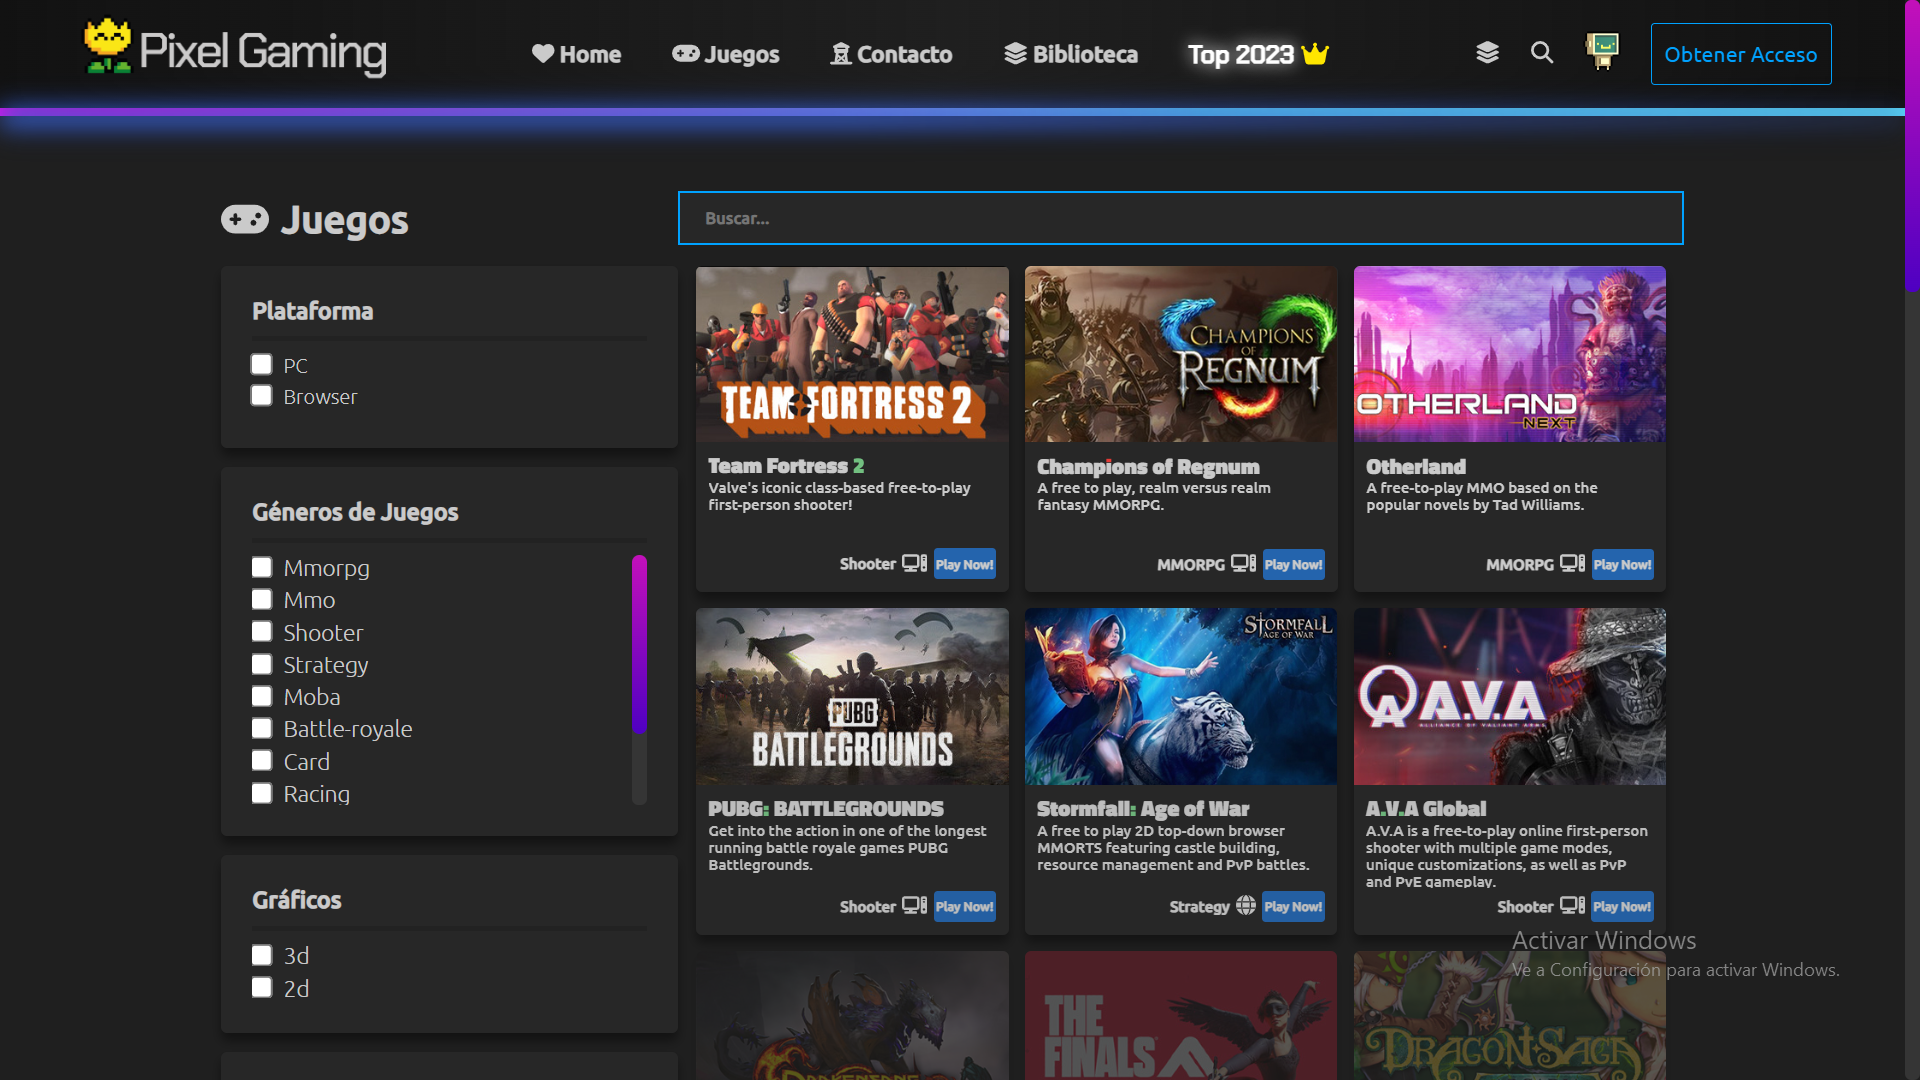 Pixel Gaming
Home
Juegos
Contacto
Biblioteca
Top 2023
Obtener Acceso
Juegos
Buscar...
Plataforma
PC
Browser
Géneros de Juegos
Mmorpg
Mmo
Shooter
Strategy
Moba
Battle-royale
Card
Racing
Gráficos
3d
2d
TEAM FORTRESS 2
Team Fortress 2
Valve's iconic class-based free-to-play
first-person shooter!
Shooter
Play Now!
CHAMPIONS
OF
REGNUM
Champions of Regnum
A free to play, realm versus realm
fantasy MMORPG.
MMORPG
Play Now!
OTHERLAND
NEXT
Otherland
A free-to-play MMO based on the
popular novels by Tad Williams.
MMORPG
Play Now!
PUBG
BATTLEGROUNDS
PUBG: BATTLEGROUNDS
Get into the action in one of the longest
running battle royale games PUBG
Battlegrounds.
Shooter
Play Now!
STORMFALL
AGE OF WAR
Stormfall: Age of War
A free to play 2D top-down browser
MMORTS featuring castle building,
resource management and PvP battles.
Strategy
Play Now!
A.V.A
ALLIANCE OF VALIANT ARMS
A.V.A Global
A.V.A is a free-to-play online first-person
shooter with multiple game modes,
unique customizations, as well as PvP
and PvE gameplay.
Shooter
Play Now!
THE
FINALS
DRAGON SAGA
Activar Windows
Ve a Configuración para activar Windows.